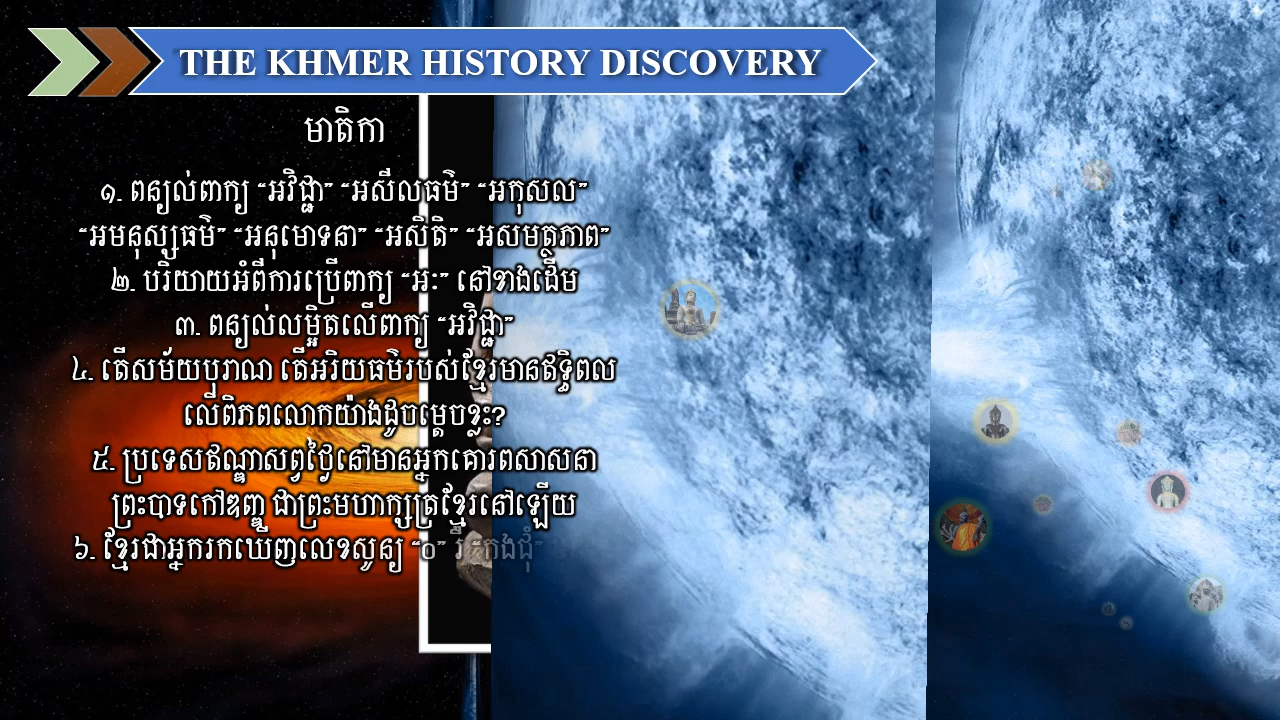 THE KHMER HISTORY DISCOVERY
មាតិកា
១. ពន្យល់ពាក្យ “អវិជ្ជា” “អសីលធម៌” “អកុសល”
“អមនុស្សធម៌” “អនុមោទនា” “អសិតិ” “អសមត្ថភាព”
២. បរិយាយអំពីការប្រើពាក្យ “អៈ” នៅខាងដើម
៣. ពន្យល់លម្អិតលើពាក្យ “អវិជ្ជា”
៤. តើសម័យបុរាណ តើអរិយធម៌របស់ខ្មែរមានឥទ្ធិពល
លើពិភពលោកយ៉ាងដូចម្ដេចខ្លះ?
៥. ប្រទេសឥណ្ឌាសព្វថ្ងៃនៅមានអ្នកគោរពសាសនា
ព្រះបាទកៅឌញ្ញ ជាព្រះមហាក្សត្រខ្មែរនៅឡើយ
៦. ខ្មែរជាអ្នករកឃើញលេខសូន្យ “០” រឺ “កងជុំ”